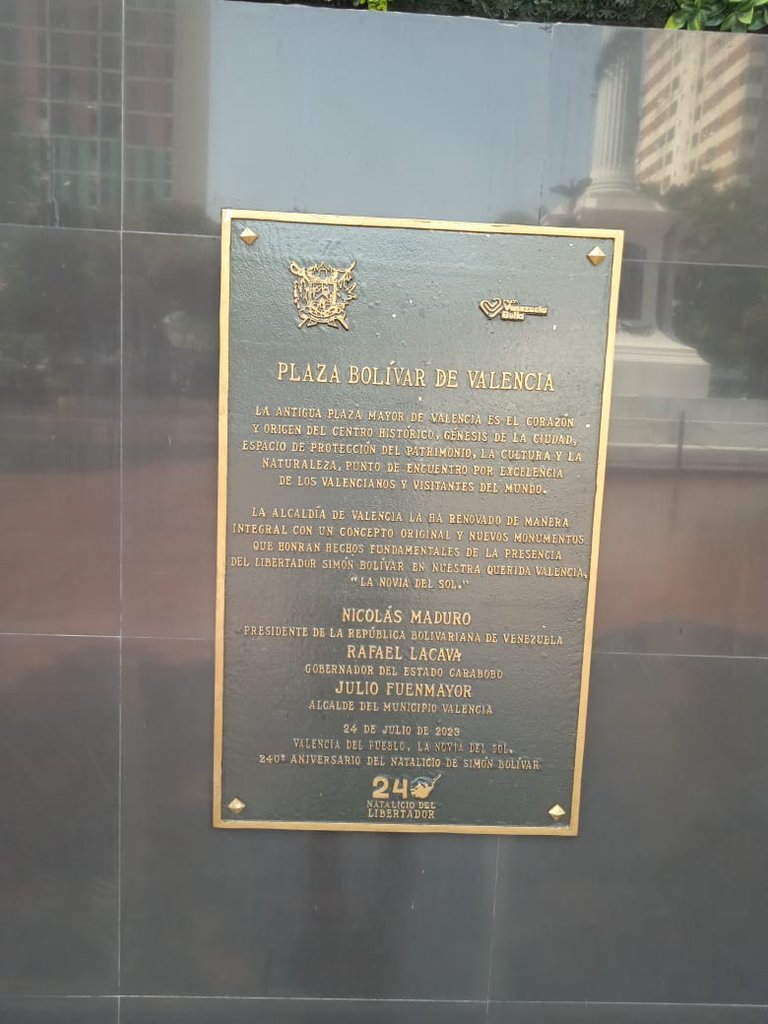 Venezuela
Bella
PLAZA BOLÍVAR DE VALENCIA
LA ANTIGUA PLAZA MAYOR DE VALENCIA ES EL CORAZÓN
Y ORIGEN DEL CENTRO HISTÓRICO, GÉNESIS DE LA CIUDAD,
ESPACIO DE PROTECCIÓN DEL PATRIMONIO, LA CULTURA Y LA
NATURALEZA, PUNTO DE ENCUENTRO POR EXCELENCIA
DE LOS VALENCIANOS Y VISITANTES DEL MUNDO.
LA ALCALDÍA DE VALENCIA LA HA RENOVADO DE MANERA
INTEGRAL CON UN CONCEPTO ORIGINAL Y NUEVOS MONUMENTOS
QUE HONRAN HECHOS FUNDAMENTALES DE LA PRESENCIA
DEL LIBERTADOR SIMÓN BOLÍVAR EN NUESTRA QUERIDA VALENCIA,
"LA NOVIA DEL SOL."
NICOLÁS MADURO
PRESIDENTE DE LA REPÚBLICA BOLIVARIANA DE VENEZUELA
RAFAEL LACAVA
GOBERNADOR DEL ESTADO CARABOBO
JULIO FUENMAYOR
ALCALDE DEL MUNICIPIO VALENCIA
24 DE JULIO DE 2023
VALENCIA DEL PUEBLO, LA NOVIA DEL SOL.
240º ANIVERSARIO DEL NATALICIO DE SIMÓN BOLÍVAR
240
NATALICIO DEL
LIBERTADOR